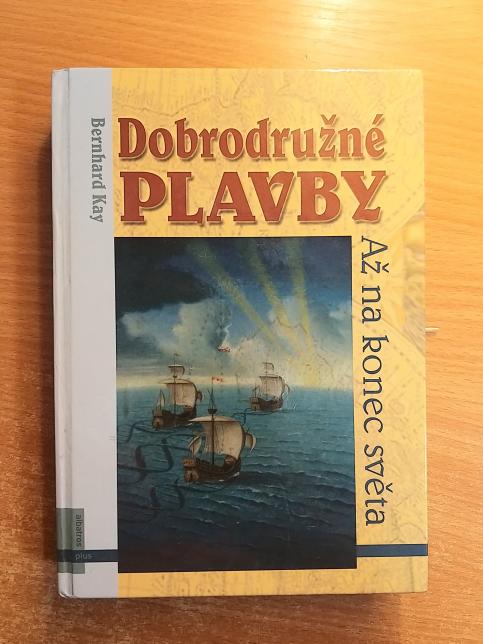 Bernhard Kay
Dobrodružné
PLAVBY
Až na konec světa
albatros
plus